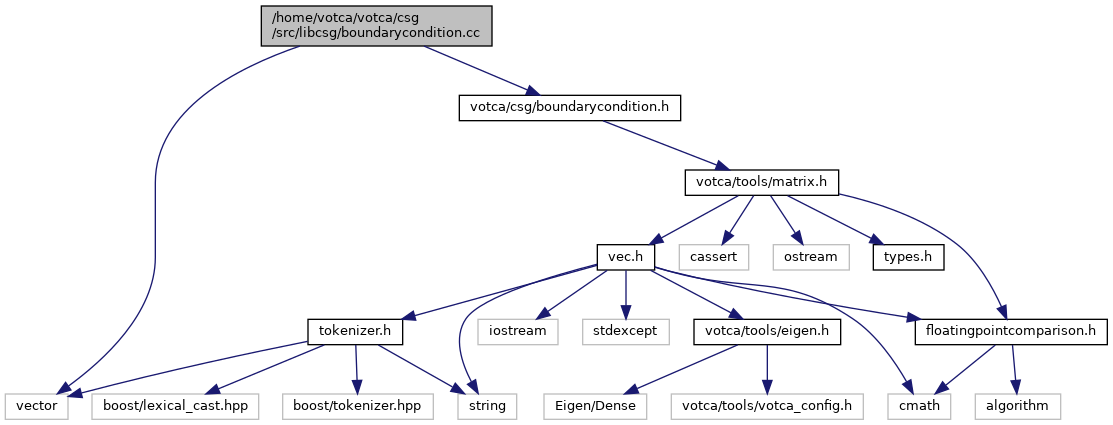 /home/votca/votca/csg
/src/libcsg/boundarycondition.cc
votca/csg/boundarycondition.h
votca/tools/matrix.h
vec.h
cassert
ostream
types.h
tokenizer.h
iostream
stdexcept
votca/tools/eigen.h
floatingpointcomparison.h
vector
boost/lexical_cast.hpp
boost/tokenizer.hpp
string
Eigen/Dense
votca/tools/votca_config.h
cmath
algorithm